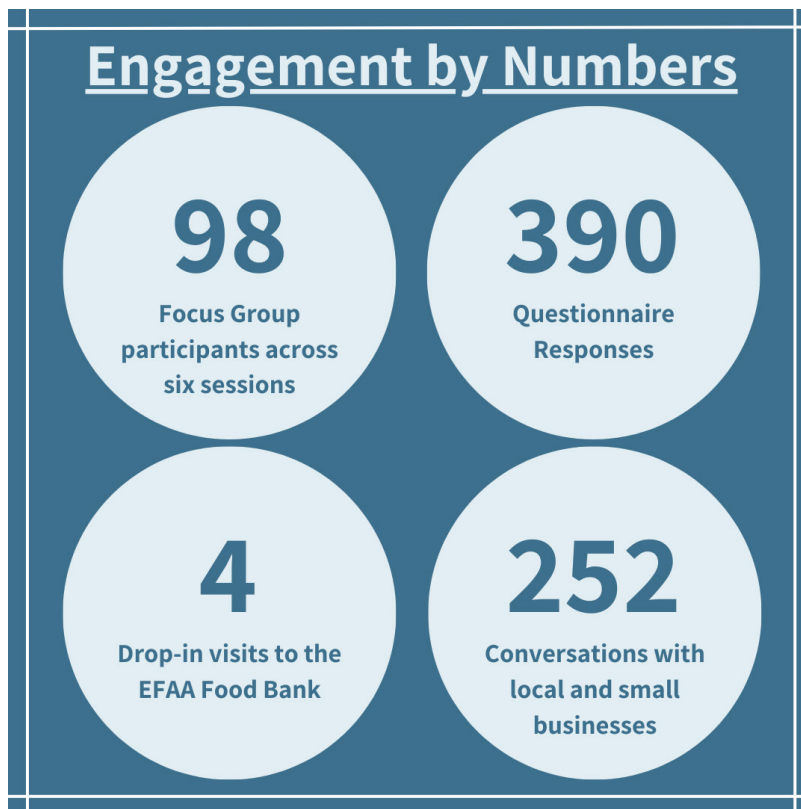 Engagement by Numbers
98
Focus Group
participants across
six sessions
390
Questionnaire
Responses
4
Drop-in visits to the
EFAA Food Bank
252
Conversations with
local and small
businesses